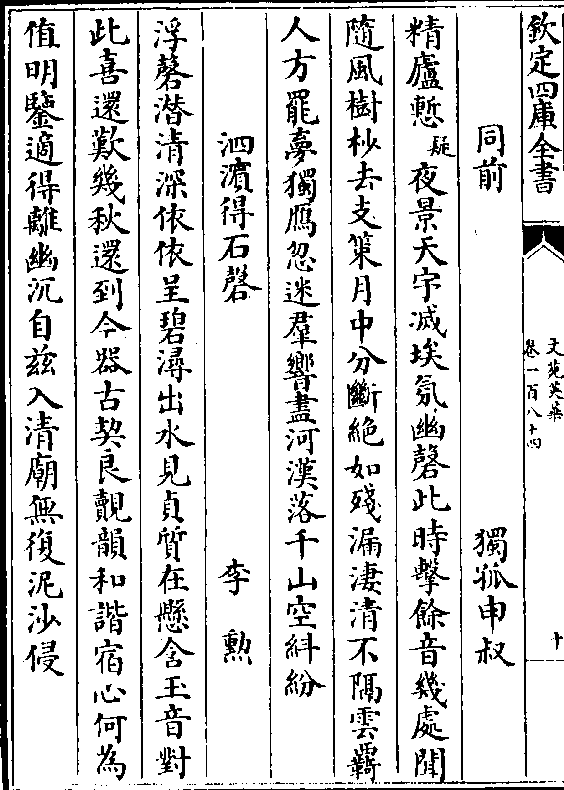 欽定四庫全書
文苑英華
卷一百八十四
十
同前　獨孤申叔
精廬慙疑夜景天宇滅埃氛幽磬此時擊餘音幾處聞
隨風樹杪去支策月中分斷絶如殘漏淒清不隔雲羇
人方罷夢獨鴈忽迷羣響盡河漢落千山空糾紛
泗濵得石磬　李勲
浮磬潛清深依依呈碧潯出水見貞質在懸含玉音對
此喜還歎幾秋還到今器古契良覿韻和諧宿心何為
值明鑒適得離幽沉自兹入清廟無復泥沙侵